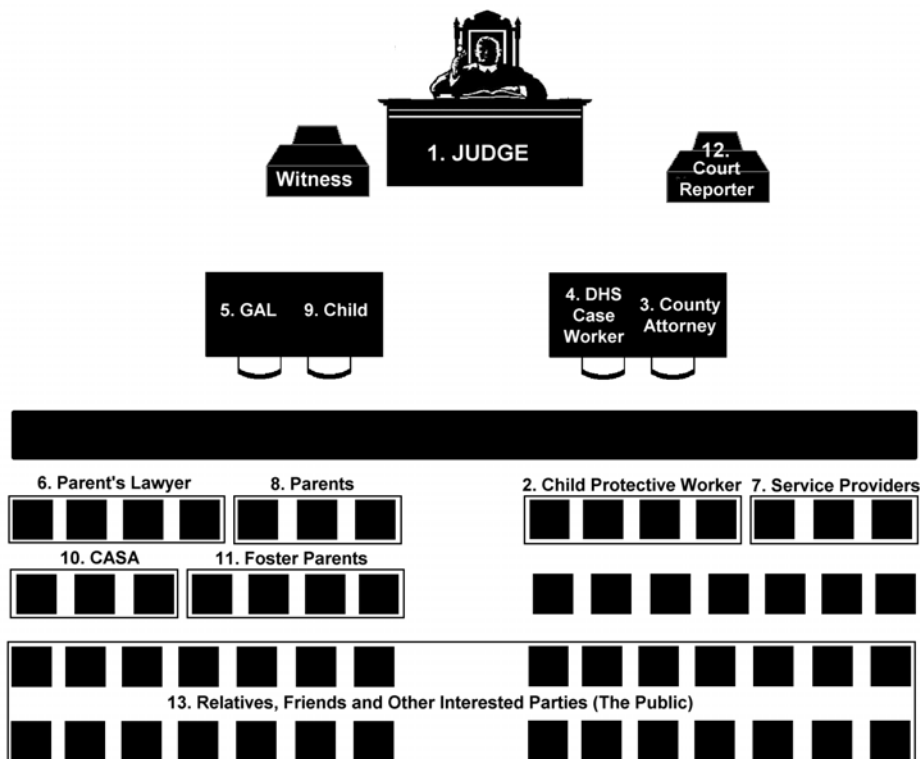 1. JUDGE
Witness
12.
Court
Reporter
5. GAL
9. Child
4. DHS
Case
Worker
3. County
Attorney
6. Parent's Lawyer
8. Parents
2. Child Protective Worker
7. Service Providers
10. CASA
11. Foster Parents
13. Relatives, Friends and Other Interested Parties (The Public)